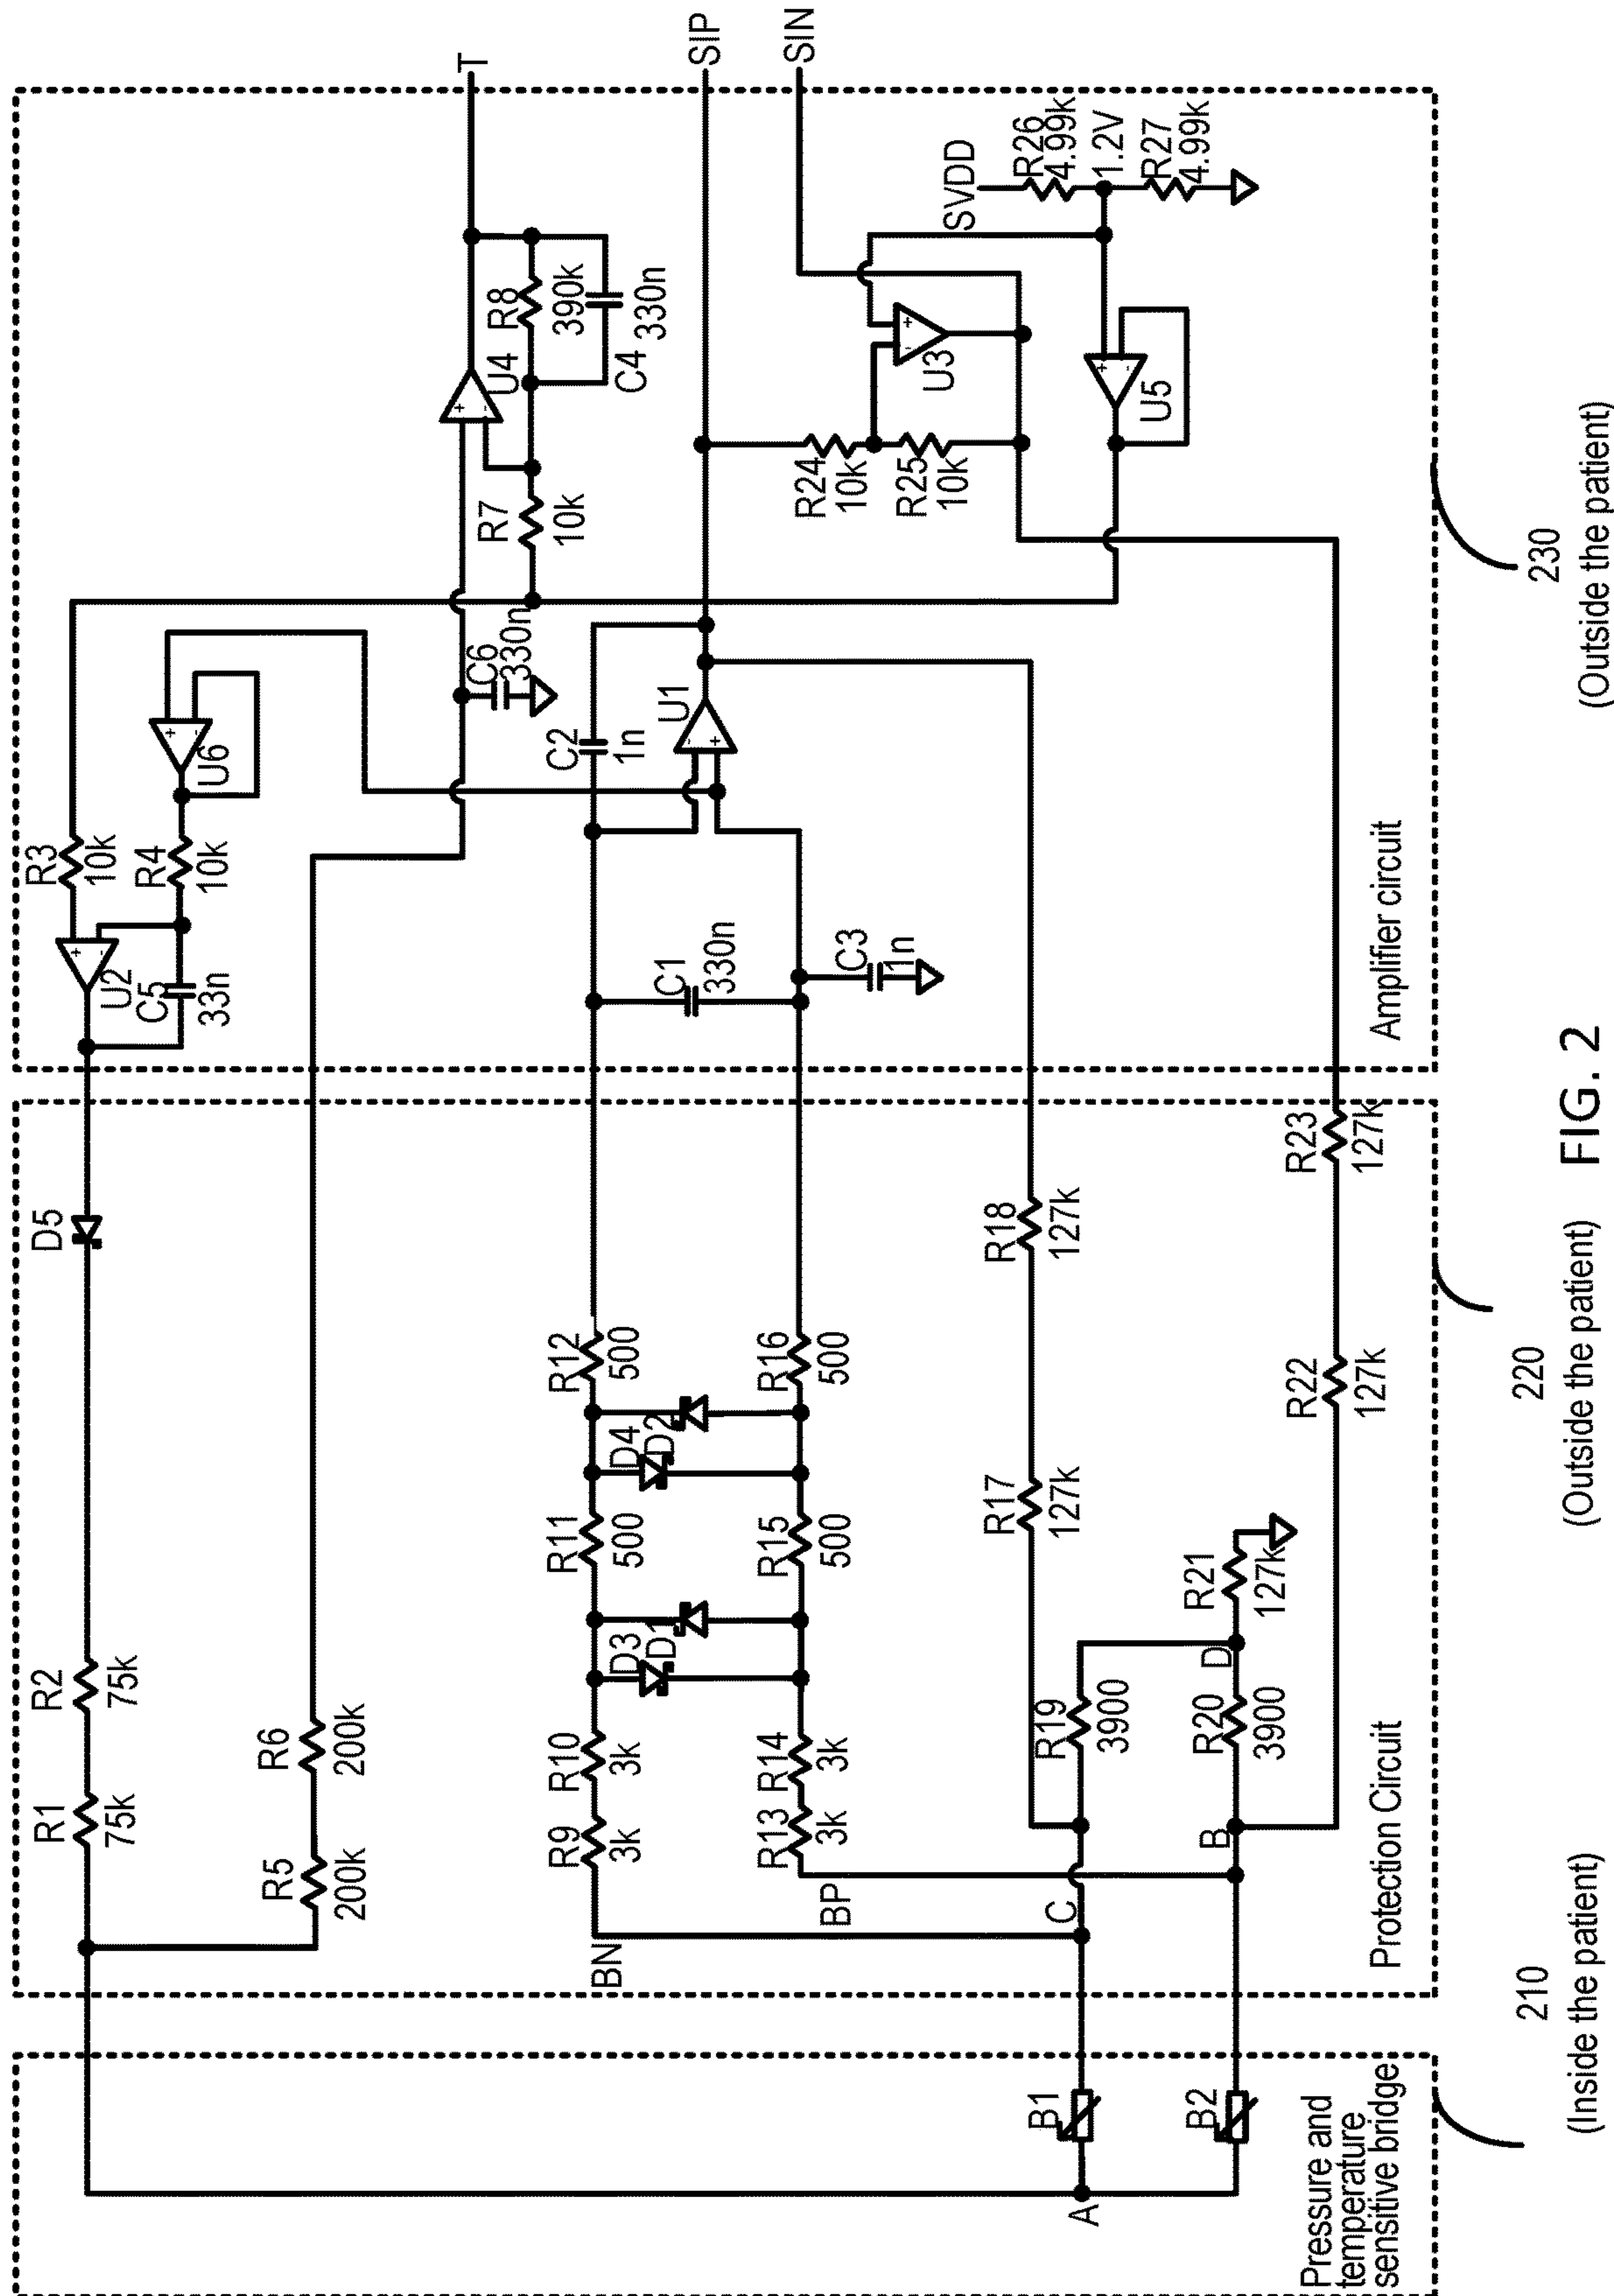 T
SIP
SIN
SVDD
R26
4.99k
1.2V
R27
4.99k
R8
390k
330n
C4
U4
R7
10k
U3
R24
10k
R25
10k
U5
C6
330n
U6
R3
10k
R4
10k
U2
C5
33n
C2
1n
U1
C1
330n
C3
1n
Amplifier circuit
230
(Outside the patient)
D5
R2
75k
R1
75k
R6
200k
R5
200k
R12
500
R16
500
D4
D2
R11
500
R15
500
D3
D1
R10
3k
R9
3k
R14
3k
R13
3k
BN
BP
R18
127k
R17
127k
R23
127k
R22
127k
R21
127k
R19
3900
R20
3900
D
B
C
Protection Circuit
220
(Outside the patient)
B1
B2
A
Pressure and
temperature
sensitive bridge
210
(Inside the patient)
FIG. 2